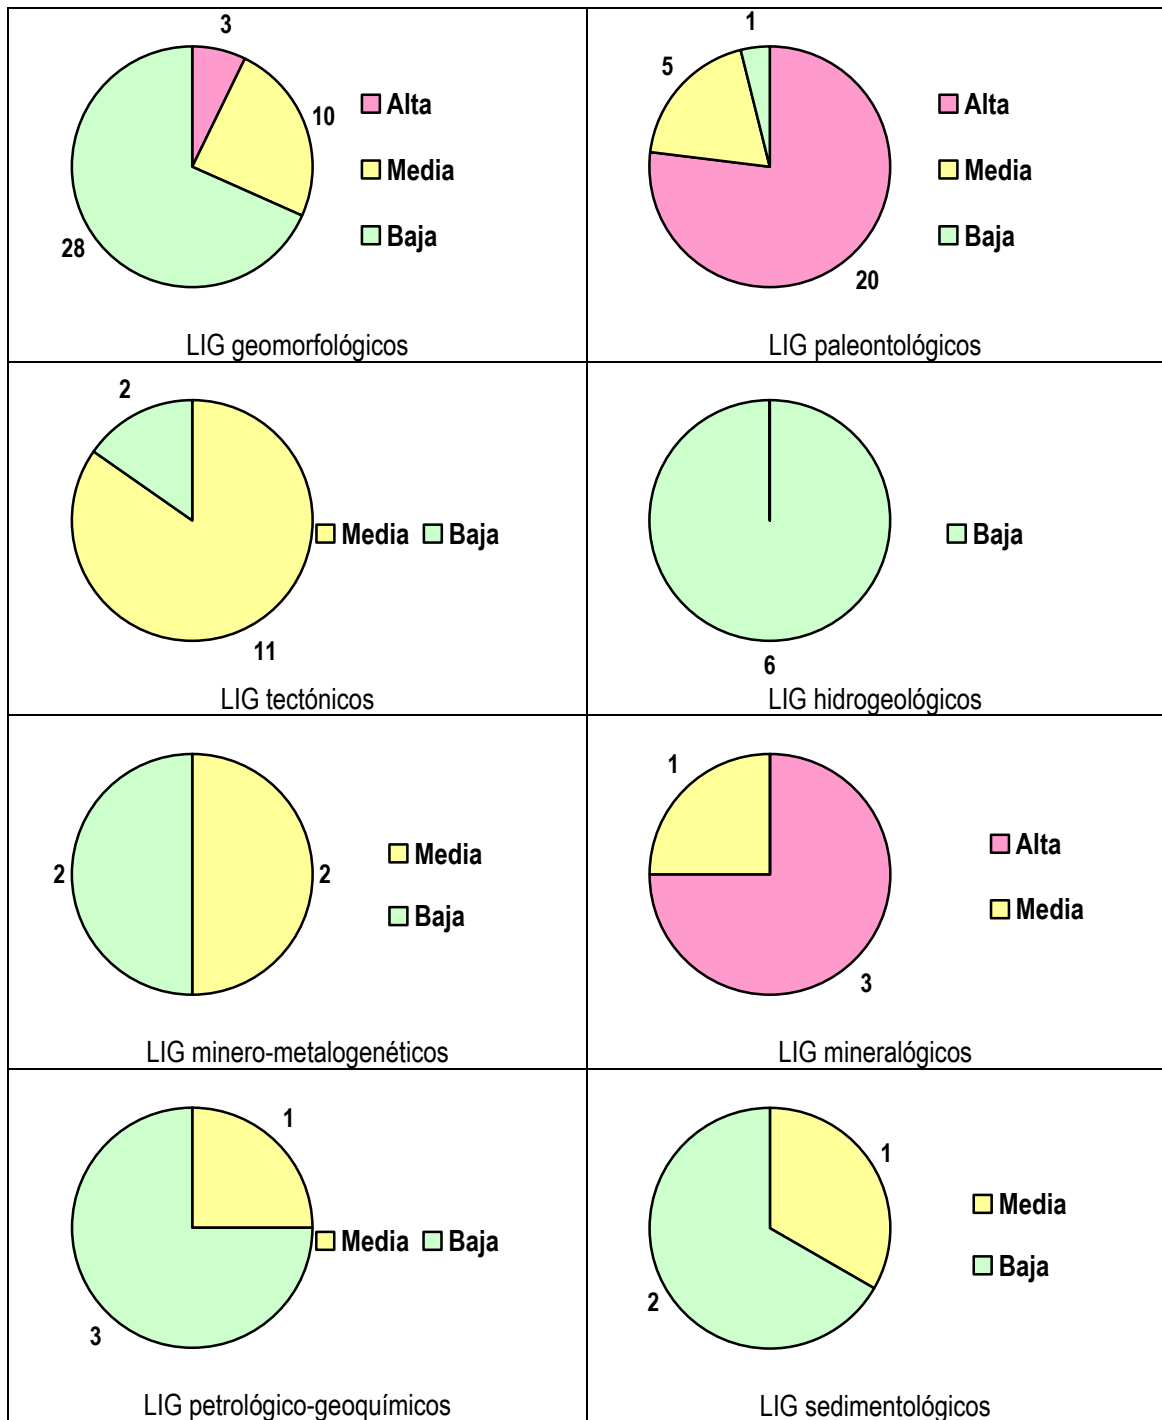 3
10
28
Alta
Media
Baja
LIG geomorfológicos
1
5
20
Alta
Media
Baja
LIG paleontológicos
2
11
Media Baja
LIG tectónicos
6
Baja
LIG hidrogeológicos
2
2
Media
Baja
LIG minero-metalogenéticos
1
3
Alta
Media
LIG mineralógicos
1
3
Media Baja
LIG petrológico-geoquímicos
1
2
Media
Baja
LIG sedimentológicos